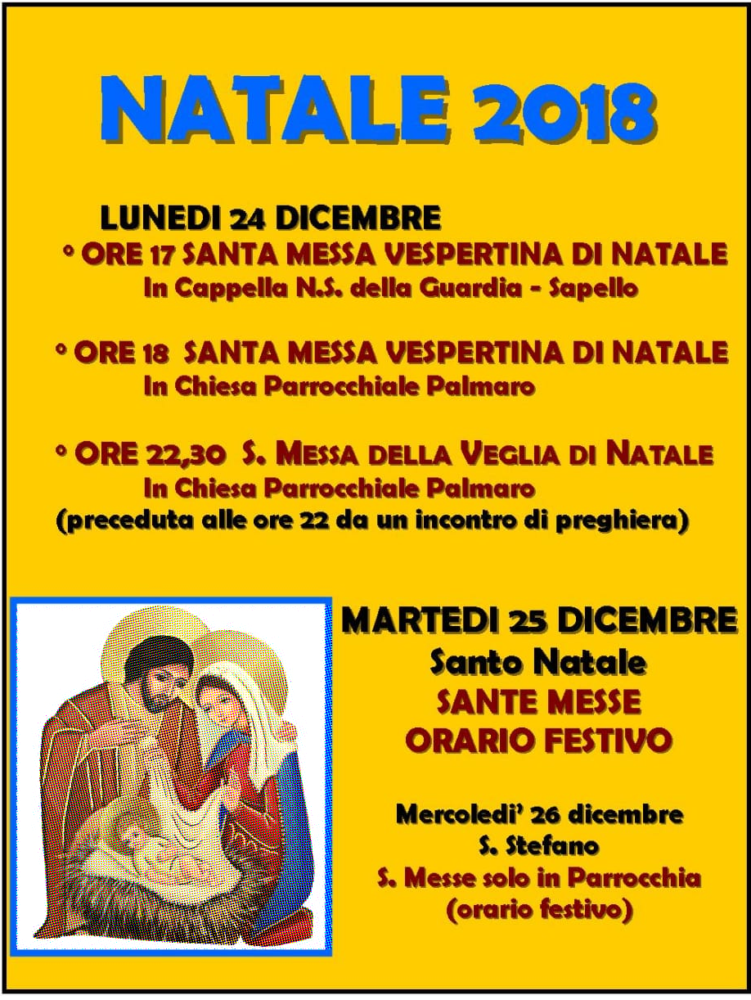 NATALE 2018
LUNEDI 24 DICEMBRE
° ORE 17 SANTA MESSA VESPERTINA DI NATALE
In Cappella N.S. della Guardia - Sapello
° ORE 18 SANTA MESSA VESPERTINA DI NATALE
In Chiesa Parrocchiale Palmaro
° ORE 22,30 S. MESSA DELLA VEGLIA DI NATALE
In Chiesa Parrocchiale Palmaro
(preceduta alle ore 22 da un incontro di preghiera)
MARTEDI 25 DICEMBRE
Santo Natale
SANTE MESSE
ORARIO FESTIVO
Mercoledi’ 26 dicembre
S. Stefano
S. Messe solo in Parrocchia
(orario festivo)